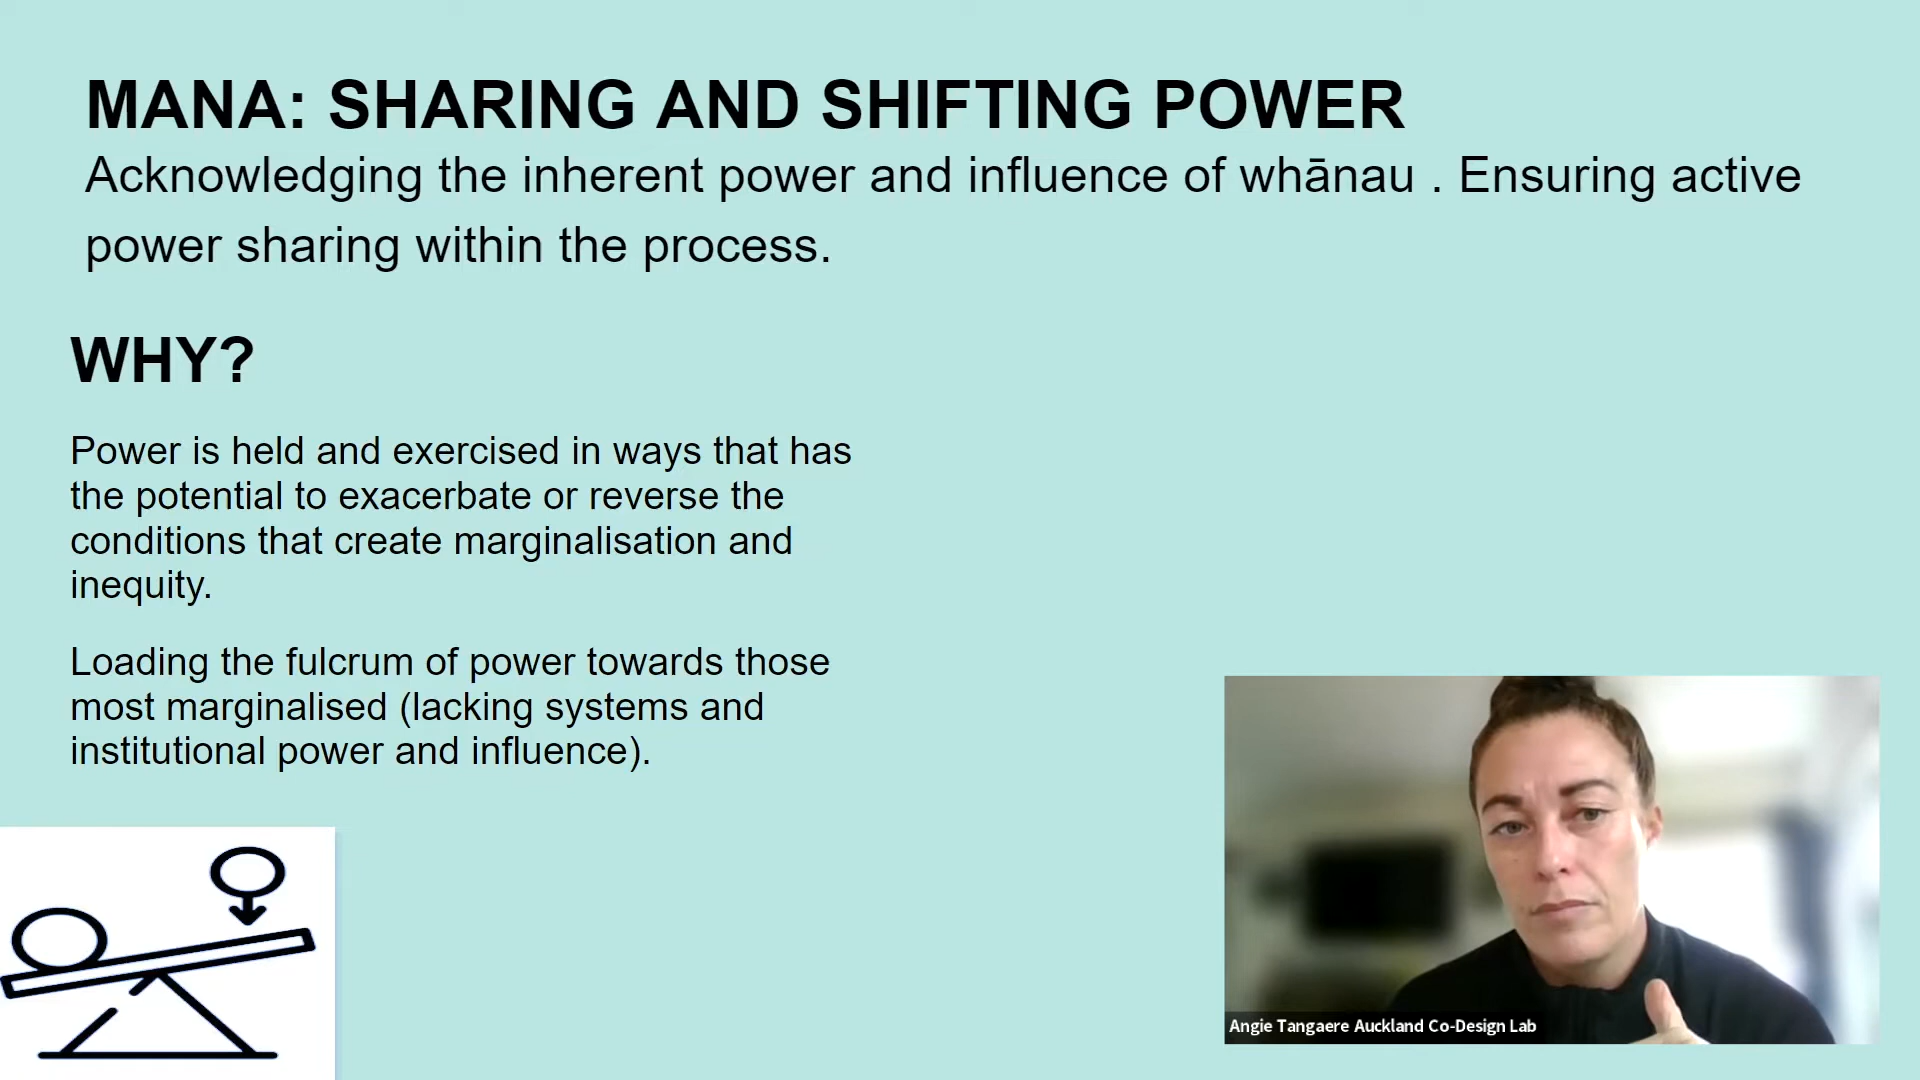 MANA: SHARING AND SHIFTING POWER
Acknowledging the inherent power and influence of whānau . Ensuring active
power sharing within the process.
WHY?
Power is held and exercised in ways that has
the potential to exacerbate or reverse the
conditions that create marginalisation and
inequity.
Loading the fulcrum of power towards those
most marginalised (lacking systems and
institutional power and influence).
Angie Tangaere Auckland Co-Design Lab